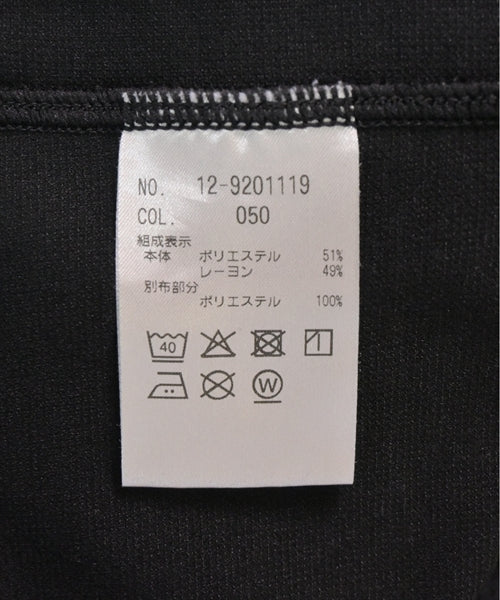 NO. 12-9201119
COL. 050
組成表示
本体 ポリエステル 51%
レーヨン 49%
別布部分
ポリエステル 100%
40
W